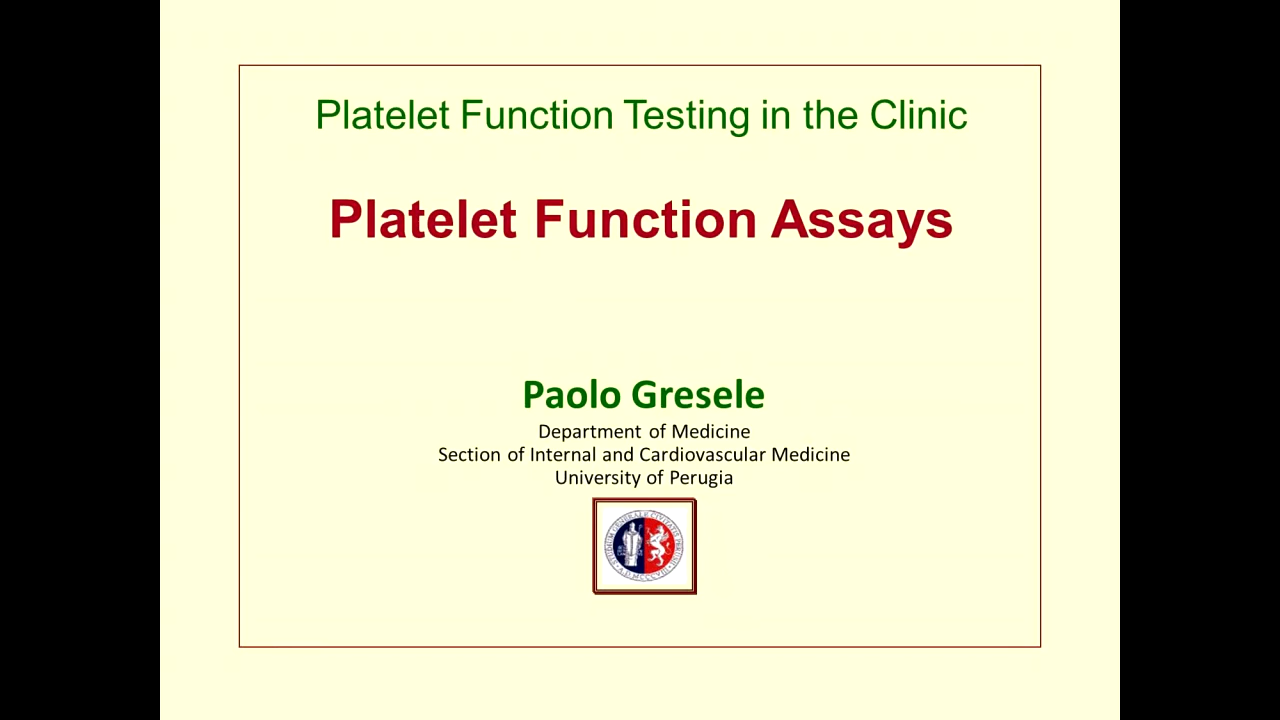 Platelet Function Testing in the Clinic
Platelet Function Assays
Paolo Gresele
Department of Medicine
Section of Internal and Cardiovascular Medicine
University of Perugia